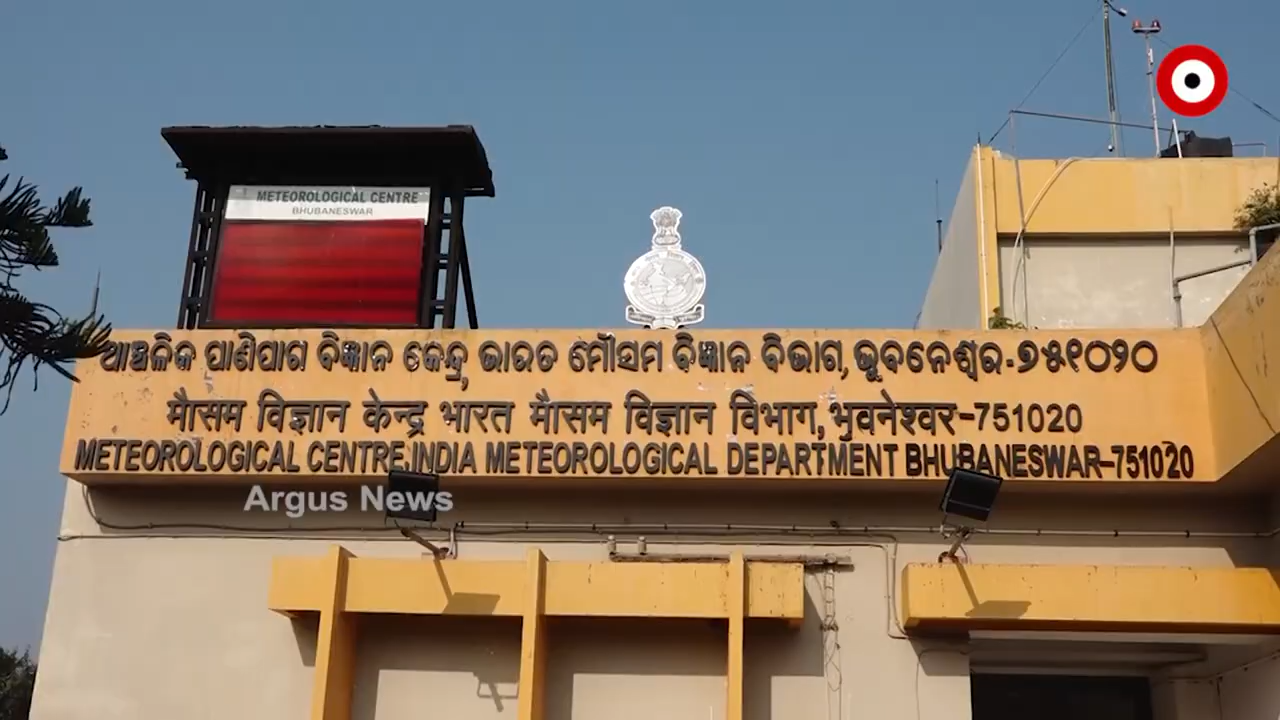 METEOROLOGICAL CENTRE
BHUBANESWAR
ଆଞ୍ଚଳିକ ପାଣିପାଗ ବିଜ୍ଞାନ କେନ୍ଦ୍ର, ଭାରତ ମୌସମ ବିଜ୍ଞାନ ବିଭାଗ, ଭୁବନେଶ୍ୱର-୭୫୧୦୨୦
मौसम विज्ञान केन्द्र भारत मौसम विज्ञान विभाग, भुवनेश्वर-751020
METEOROLOGICAL CENTRE, INDIA METEOROLOGICAL DEPARTMENT BHUBANESWAR-751020
Argus News